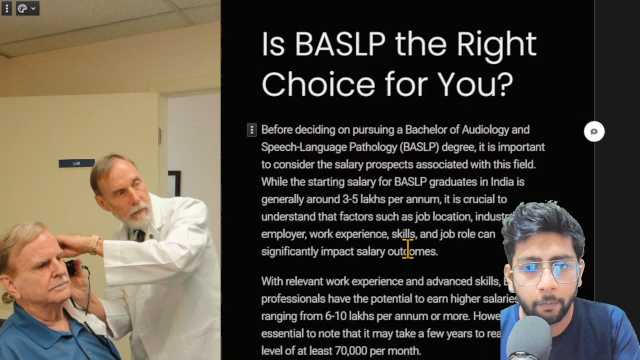 LAB
Is BASLP the Right
Choice for You?
Before deciding on pursuing a Bachelor of Audiology and
Speech-Language Pathology (BASLP) degree, it is important
to consider the salary prospects associated with this field.
While the starting salary for BASLP graduates in India is
generally around 3-5 lakhs per annum, it is crucial to
understand that factors such as job location,
employer, work experience, skills, and job role can
significantly impact salary outcomes.
With relevant work experience and advanced skills,
professionals have the potential to earn higher salaries
ranging from 6-10 lakhs per annum or more.
essential to note that it may take a few years to
level of at least 70,000 per month.